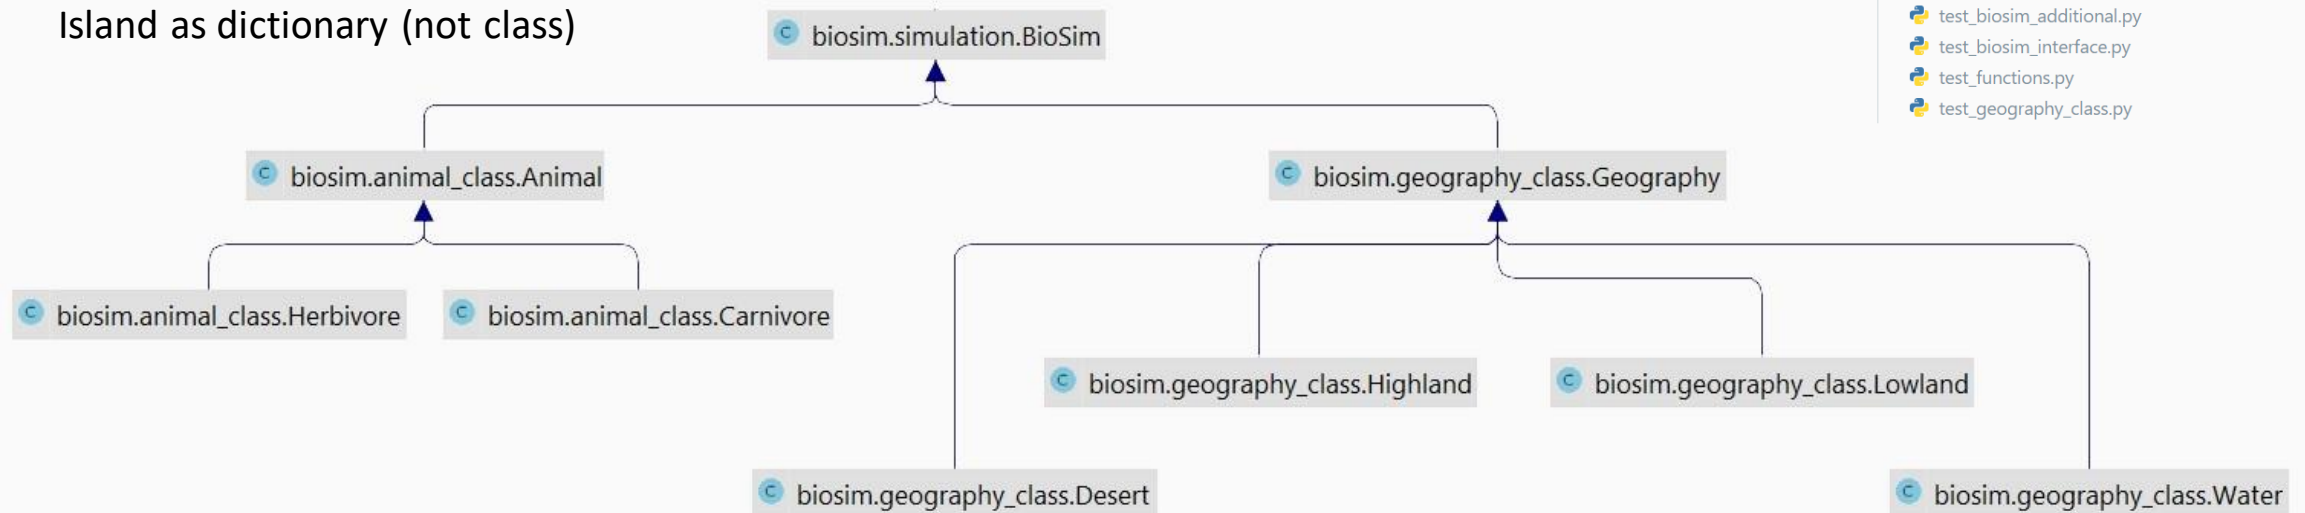 Island as dictionary (not class)
C biosim.simulation.BioSim
test_biosim_additional.py
test_biosim_interface.py
test_functions.py
test_geography_class.py
C biosim.animal_class.Animal
C biosim.geography_class.Geography
C biosim.animal_class.Herbivore
C biosim.animal_class.Carnivore
C biosim.geography_class.Highland
C biosim.geography_class.Lowland
C biosim.geography_class.Desert
C biosim.geography_class.Water